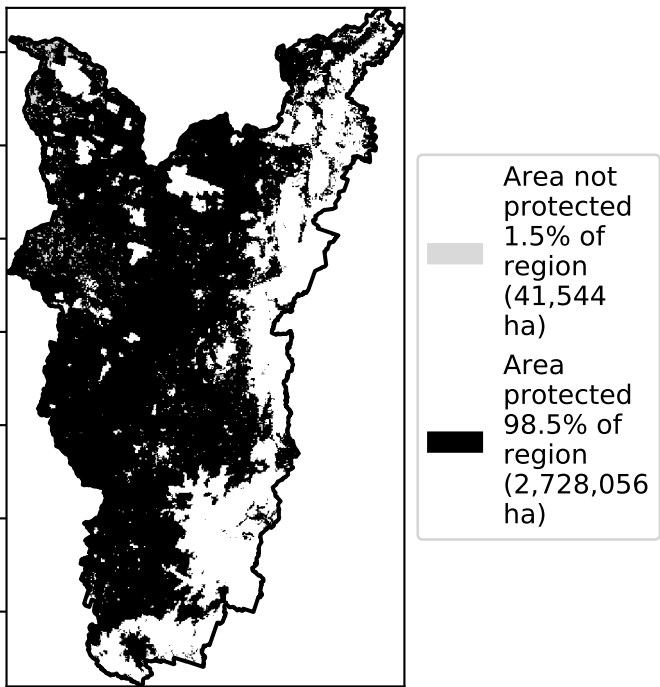 Area not
protected
1.5% of
region
(41,544
ha)
Area
protected
98.5% of
region
(2,728,056
ha)